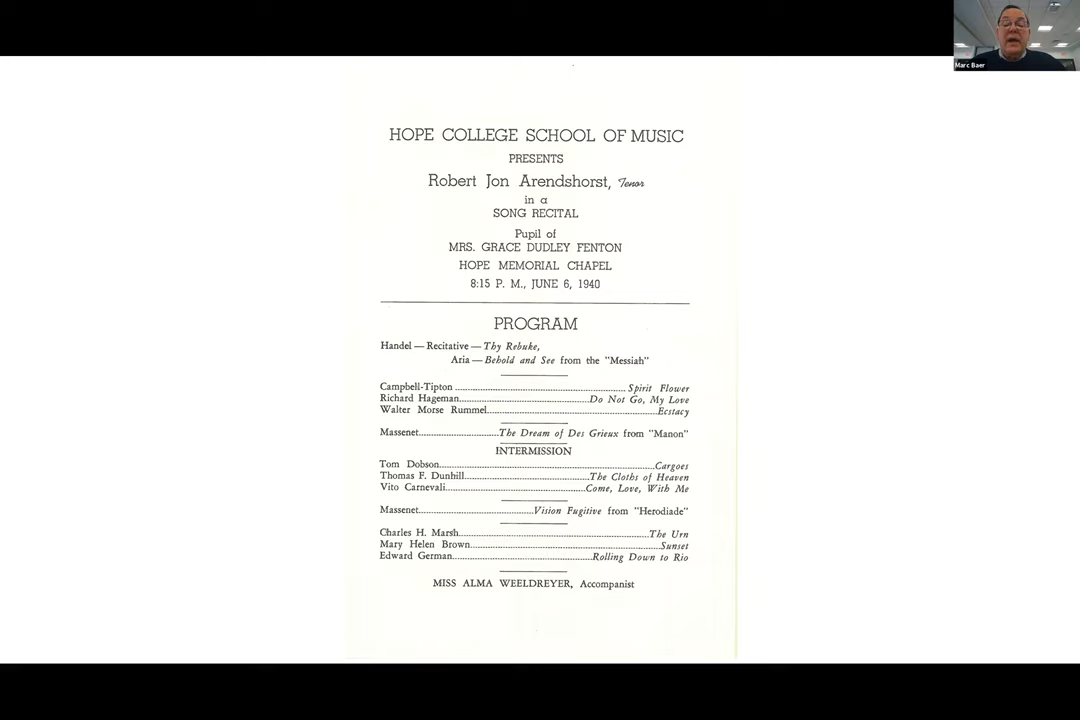 Marc Baer
HOPE COLLEGE SCHOOL OF MUSIC
PRESENTS
Robert Jon Arendshorst, Tenor
in a
SONG RECITAL
Pupil of
MRS. GRACE DUDLEY FENTON
HOPE MEMORIAL CHAPEL
8:15 P. M., JUNE 6, 1940
PROGRAM
Handel — Recitative — Thy Rebuke,
Aria — Behold and See from the "Messiah"
Campbell-Tipton Spirit Flower
Richard Hageman Do Not Go, My Love
Walter Morse Rummel Ecstacy
Massenet The Dream of Des Grieux from "Manon"
INTERMISSION
Tom Dobson Cargoes
Thomas F. Dunhill The Cloths of Heaven
Vito Carnevali Come, Love, With Me
Massenet Vision Fugitive from "Herodiade"
Charles H. Marsh The Urn
Mary Helen Brown Sunset
Edward German Rolling Down to Rio
MISS ALMA WEELDREYER, Accompanist